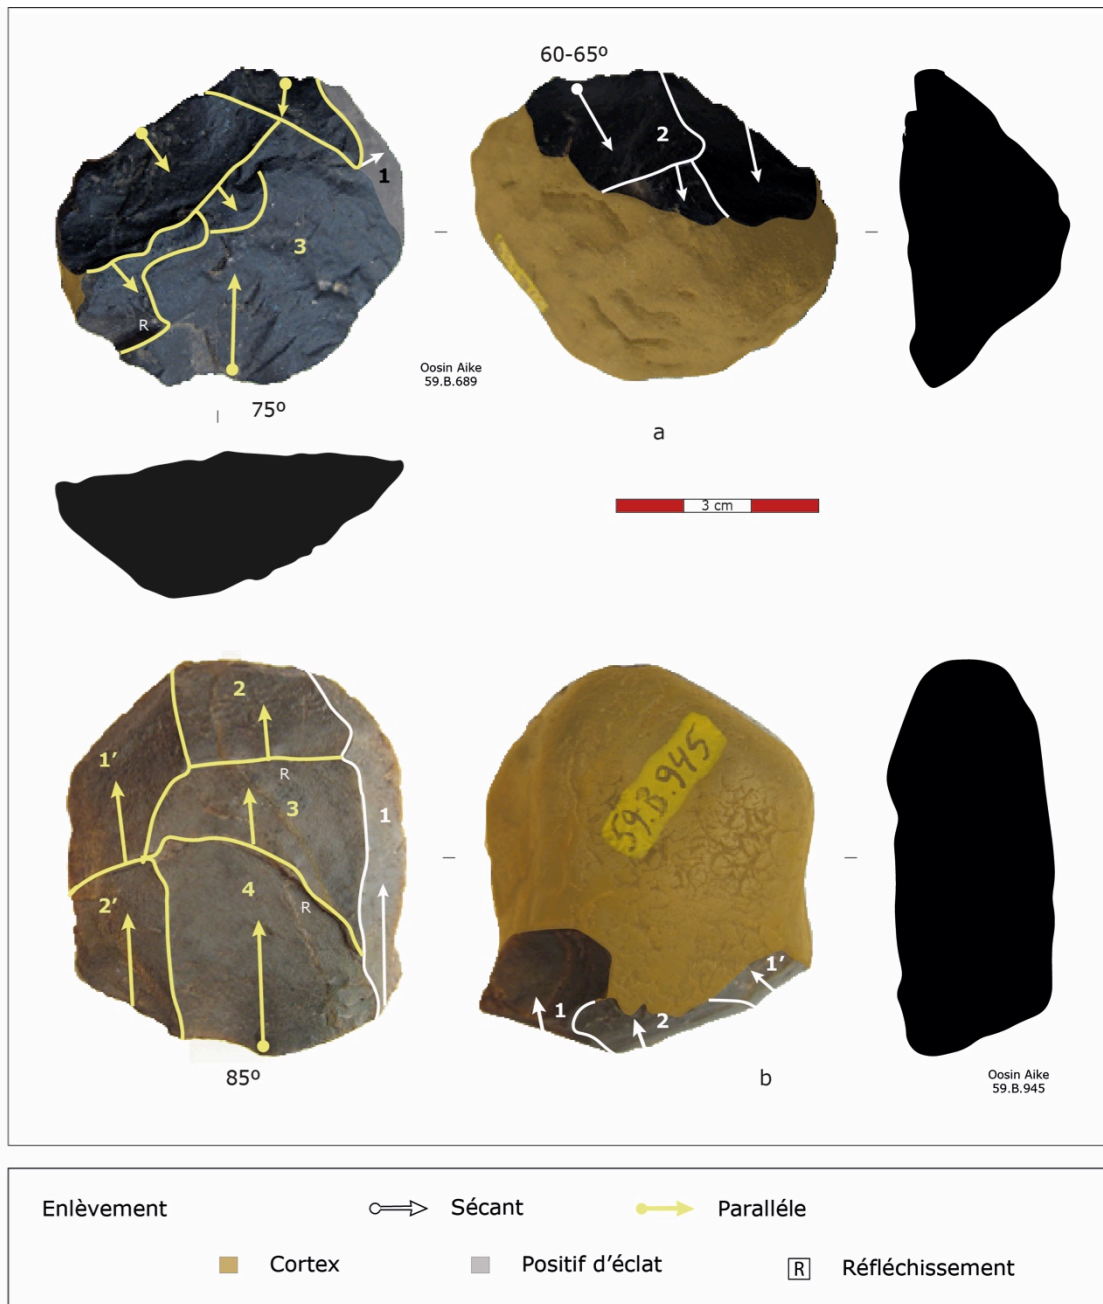 60-65º
1
2
3
R
Oosin Aike
59.B.689
75º
a
3 cm
2
1’
R
3
1
4
R
2’
59.B.945
1’
1
2
85º
b
Oosin Aike
59.B.945
Enlèvement
Sécant
Paralléle
Cortex
Positif d’éclat
R
Réfléchissement